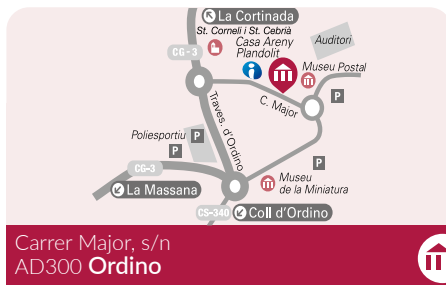 La Cortinada
St. Corneli i St. Cebrià
Auditori
CG-3
Casa Areny
Plandolit
i
Museu Postal
P
C. Major
Traves. d'Ordino
Poliesportiu
P
P
P
CG-3
Museu
de la Miniatura
La Massana
CS-340
Coll d'Ordino
Carrer Major, s/n
AD300 Ordino